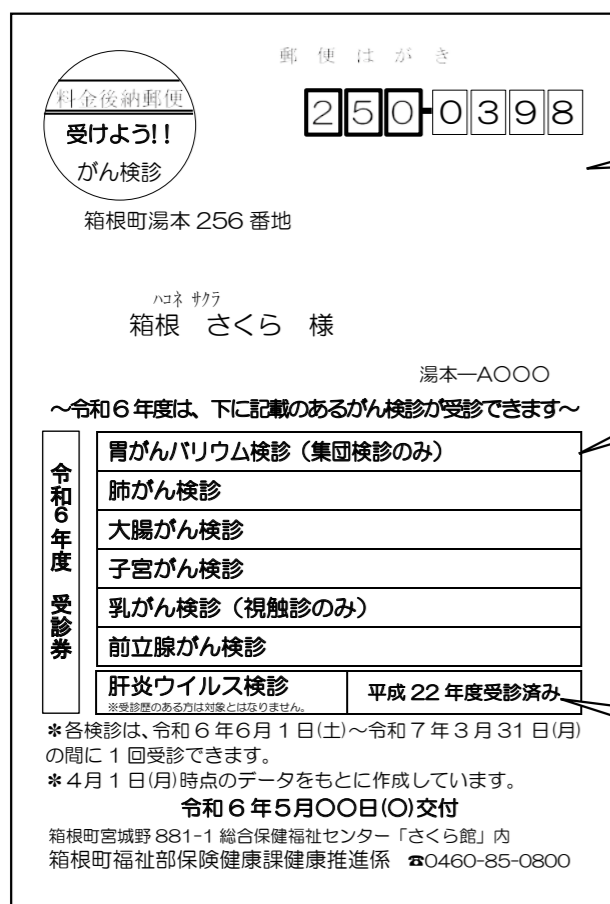 郵便はがき
料金後納郵便
受けよう!!
がん検診
250-0398
箱根町湯本 256 番地
ハコネ サクラ
箱根 さくら 様
湯本―A〇〇〇
～令和6年度は、下に記載のあるがん検診が受診できます～
令和6年度 受診券
胃がんバリウム検診（集団検診のみ）
肺がん検診
大腸がん検診
子宮がん検診
乳がん検診（視触診のみ）
前立腺がん検診
肝炎ウイルス検診
※受診歴のある方は対象とはなりません。
平成 22 年度受診済み
＊各検診は、令和6年6月1日(土)～令和7年3月31日(月)
の間に1回受診できます。
＊4月1日(月)時点のデータをもとに作成しています。
令和6年5月〇〇日(〇)交付
箱根町宮城野 881-1 総合保健福祉センター「さくら館」内
箱根町福祉部保険健康課健康推進係 ☎0460-85-0800